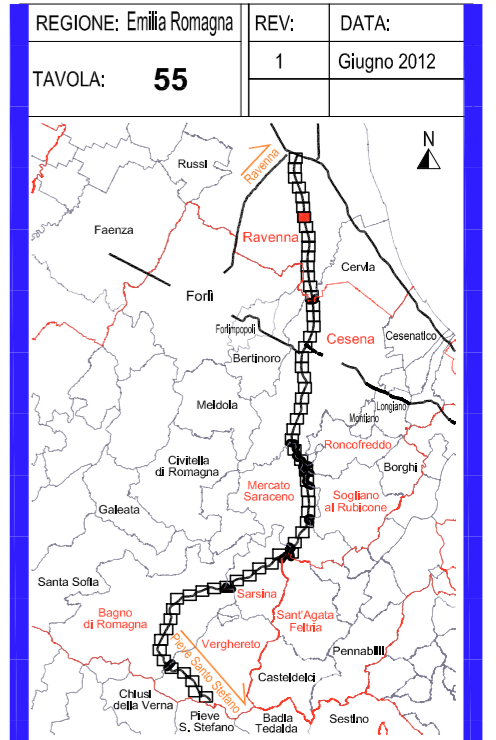 REGIONE: Emilia Romagna
REV:
DATA:
TAVOLA: 55
1
Giugno 2012
N
Russi
Ravenna
Faenza
Ravenna
Cervia
Forlì
Forlimpopoli
Cesena
Cesenatico
Bertinoro
Meldola
Longiano
Montiano
Roncofreddo
Civitella
di Romagna
Borghi
Mercato
Saraceno
Sogliano
al Rubicone
Galeata
Santa Sofia
Sarsina
Bagno
di Romagna
Sant'Agata
Feltria
Verghereto
Pieve Santo Stefano
Pennabilli
Casteldelci
Chiusi
della Verna
Pieve
S. Stefano
Badia
Tedalda
Sestino